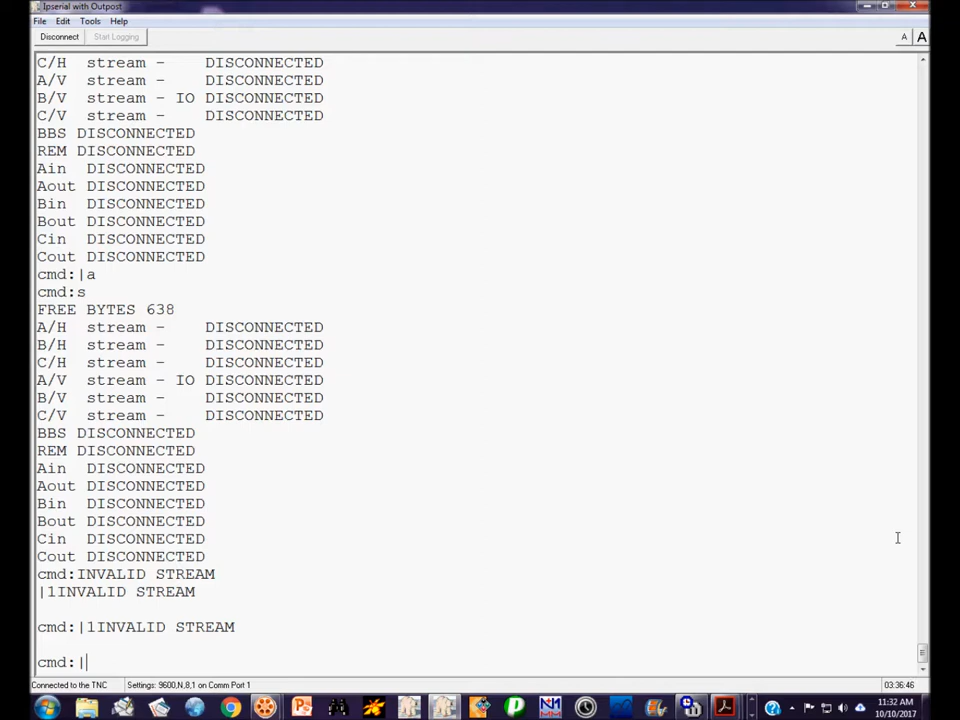 Ipserial with Outpost
File Edit Tools Help
Disconnect Start Logging A A
C/H stream - DISCONNECTED
A/V stream - DISCONNECTED
B/V stream - IO DISCONNECTED
C/V stream - DISCONNECTED
BBS DISCONNECTED
REM DISCONNECTED
Ain DISCONNECTED
Aout DISCONNECTED
Bin DISCONNECTED
Bout DISCONNECTED
Cin DISCONNECTED
Cout DISCONNECTED
cmd:|a
cmd:s
FREE BYTES 638
A/H stream - DISCONNECTED
B/H stream - DISCONNECTED
C/H stream - DISCONNECTED
A/V stream - IO DISCONNECTED
B/V stream - DISCONNECTED
C/V stream - DISCONNECTED
BBS DISCONNECTED
REM DISCONNECTED
Ain DISCONNECTED
Aout DISCONNECTED
Bin DISCONNECTED
Bout DISCONNECTED
Cin DISCONNECTED
Cout DISCONNECTED
cmd:INVALID STREAM
|1INVALID STREAM
cmd:|1INVALID STREAM
cmd:|
Connected to the TNC Settings: 9600,N,8,1 on Comm Port 1 03:36:46
11:32 AM
10/10/2017